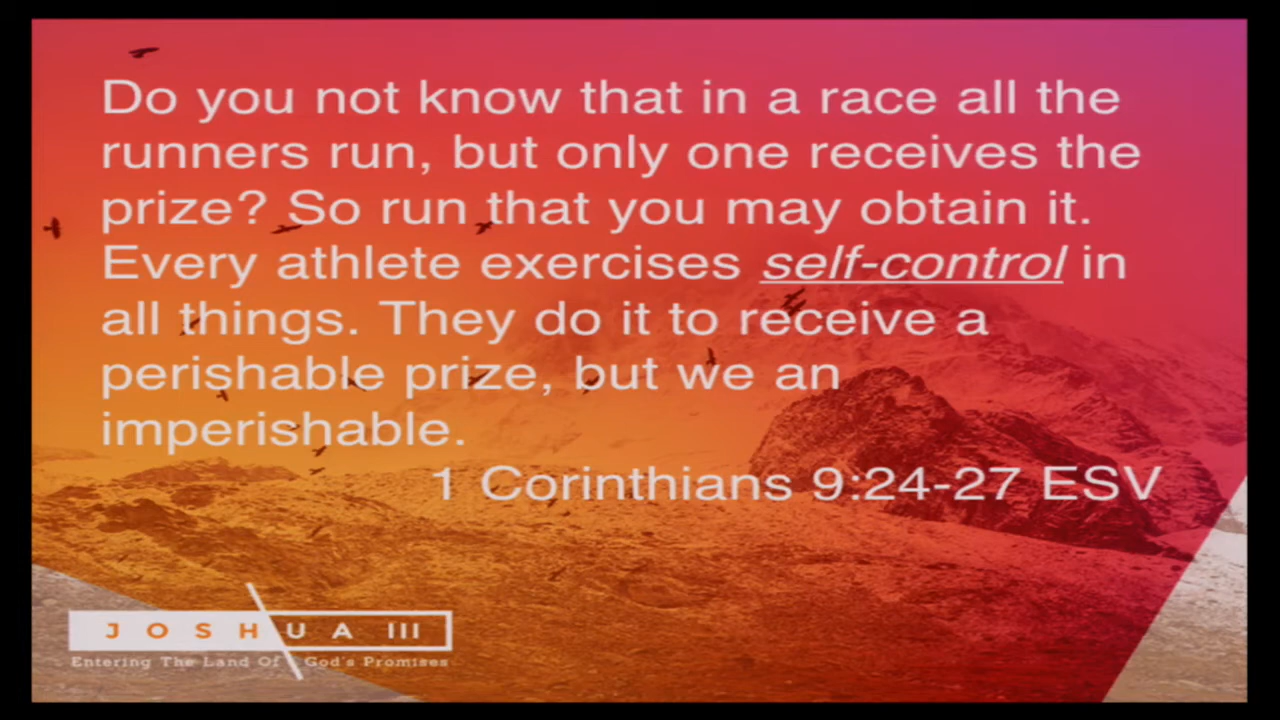 Do you not know that in a race all the
runners run, but only one receives the
prize? So run that you may obtain it.
Every athlete exercises self-control in
all things. They do it to receive a
perishable prize, but we an
imperishable.
1 Corinthians 9:24-27 ESV
JOSHUA III
Entering The Land Of God's Promises